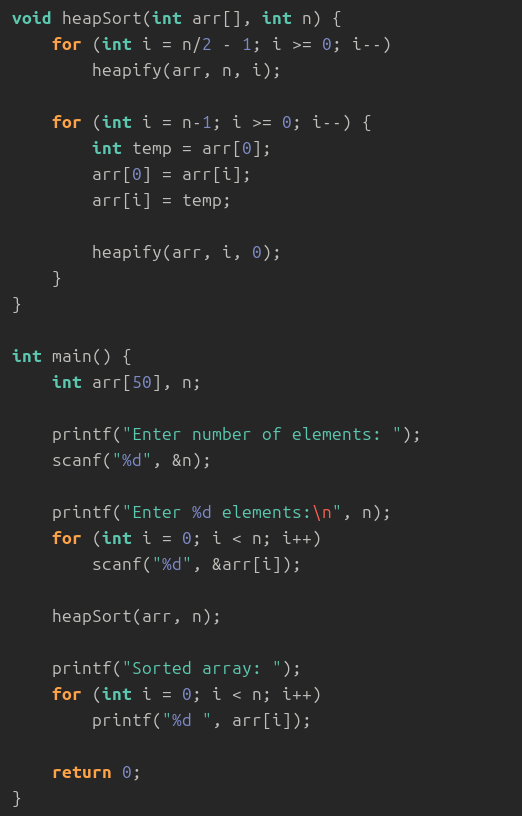 void heapSort(int arr[], int n) {
    for (int i = n/2 - 1; i >= 0; i--)
        heapify(arr, n, i);

    for (int i = n-1; i >= 0; i--) {
        int temp = arr[0];
        arr[0] = arr[i];
        arr[i] = temp;

        heapify(arr, i, 0);
    }
}

int main() {
    int arr[50], n;

    printf("Enter number of elements: ");
    scanf("%d", &n);

    printf("Enter %d elements:\n", n);
    for (int i = 0; i < n; i++)
        scanf("%d", &arr[i]);

    heapSort(arr, n);

    printf("Sorted array: ");
    for (int i = 0; i < n; i++)
        printf("%d ", arr[i]);

    return 0;
}